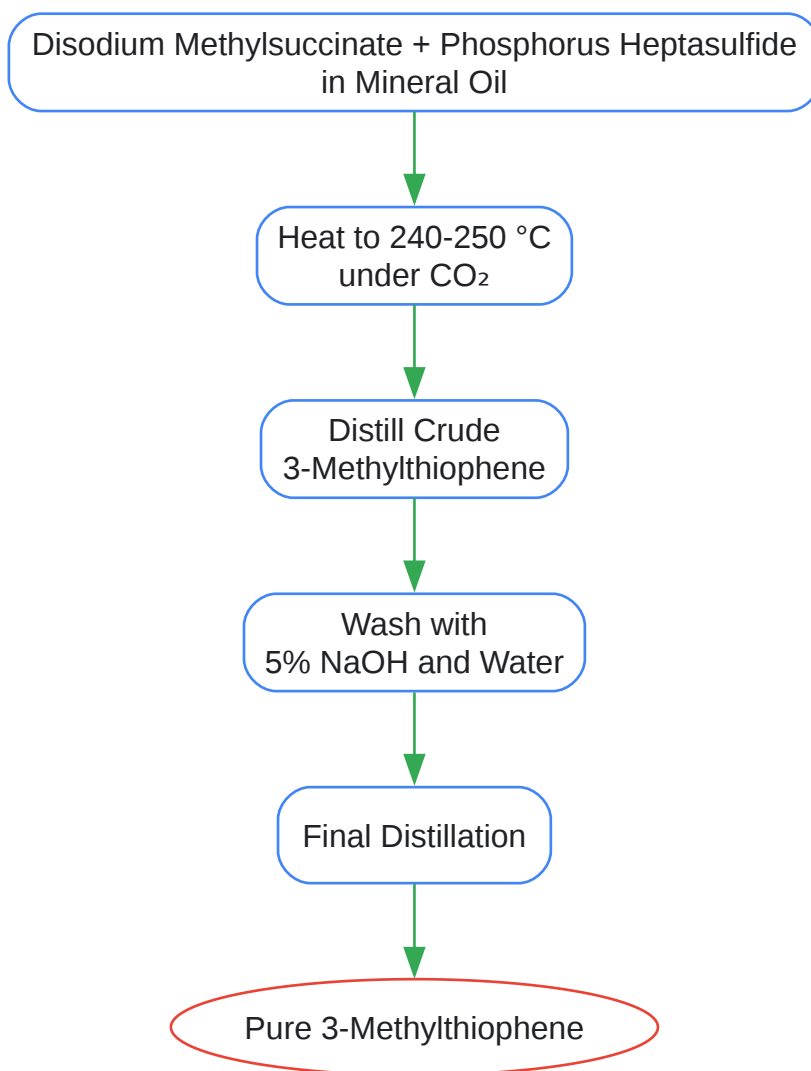 Disodium Methylsuccinate + Phosphorus Heptasulfide
in Mineral Oil
Heat to 240-250 °C
under CO₂
Distill Crude
3-Methylthiophene
Wash with
5% NaOH and Water
Final Distillation
Pure 3-Methylthiophene